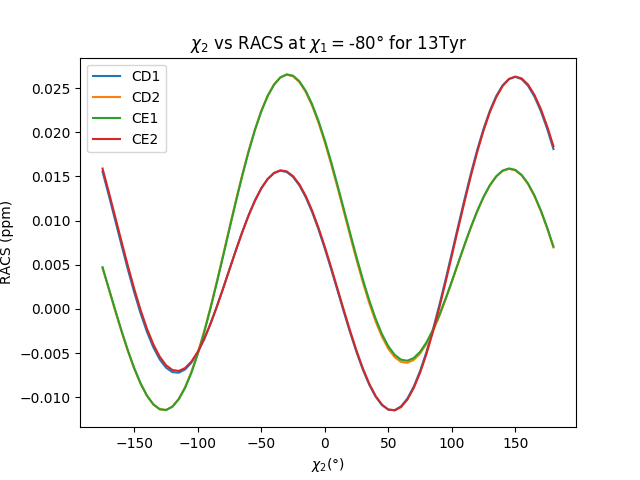 χ₂ vs RACS at χ₁ = -80° for 13Tyr
CD1
CD2
CE1
CE2
RACS (ppm)
0.025
0.020
0.015
0.010
0.005
0.000
−0.005
−0.010
−150 −100 −50 0 50 100 150
χ₂(°)